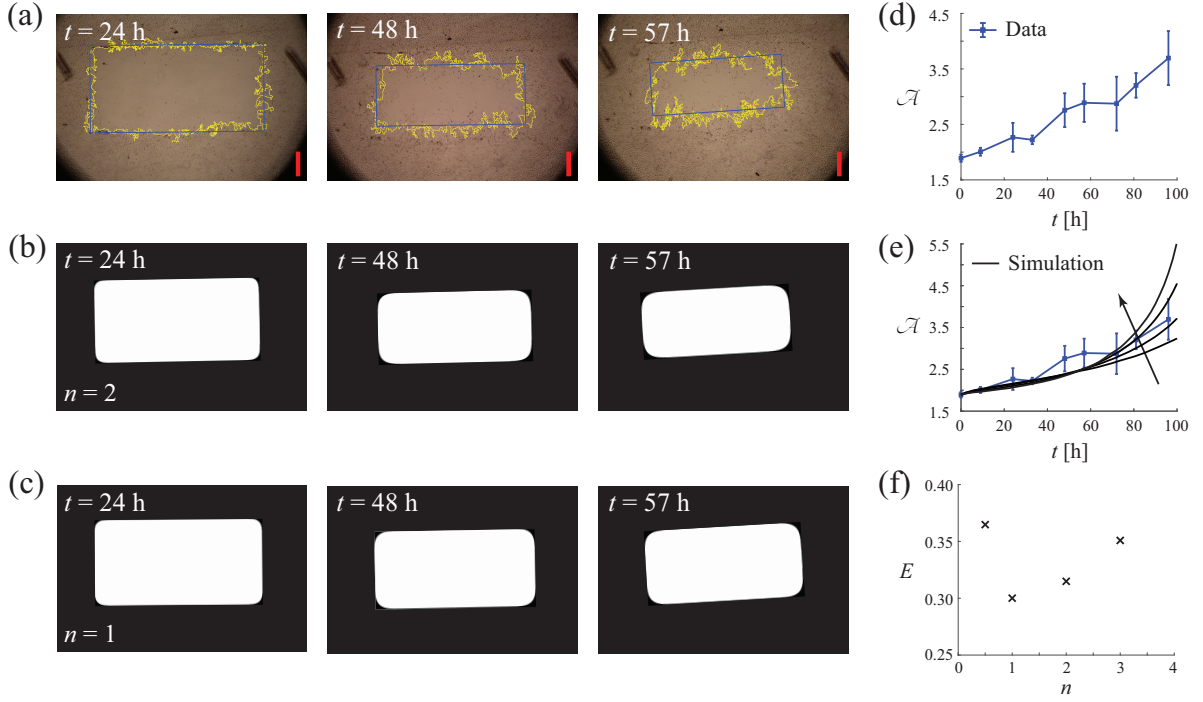 (a)
t = 24 h
t = 48 h
t = 57 h
(b)
t = 24 h
n = 2
t = 48 h
t = 57 h
(c)
t = 24 h
n = 1
t = 48 h
t = 57 h
(d)
4.5
3.5
2.5
1.5
𝒜
Data
0 20 40 60 80 100
t [h]
(e)
5.5
4.5
3.5
2.5
1.5
𝒜
Simulation
0 20 40 60 80 100
t [h]
(f)
0.40
0.35
0.30
0.25
E
0 1 2 3 4
n